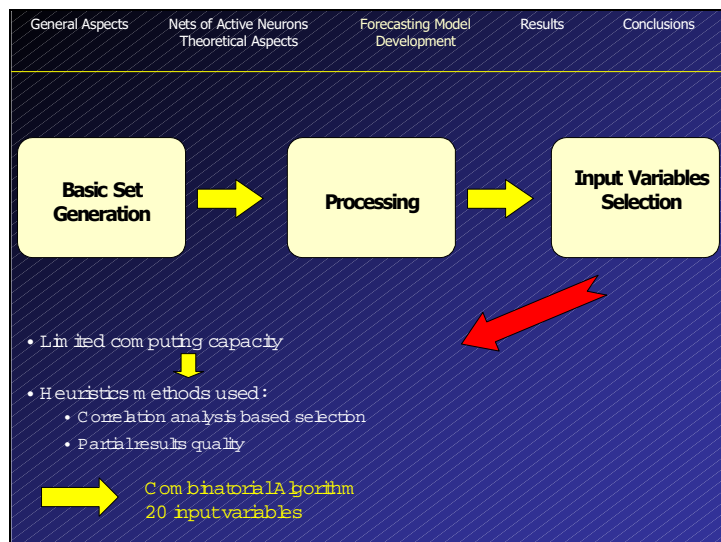 General Aspects
Nets of Active Neurons
Theoretical Aspects
Forecasting Model
Development
Results
Conclusions
Basic Set
Generation
Processing
Input Variables
Selection
• Limited computing capacity
• Heuristics methods used:
• Correlation analysis based selection
• Partial results quality
Combinatorial Algorithm
20 input variables